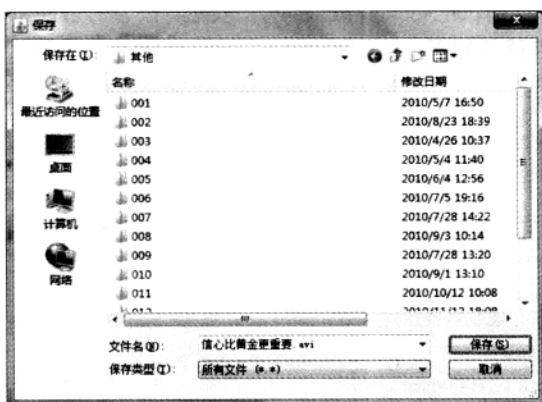 保存
保存在(I): 其他
名称 修改日期
001 2010/5/7 16:50
002 2010/8/23 18:39
003 2010/4/26 10:37
004 2010/5/4 11:40
005 2010/6/4 12:56
006 2010/7/5 19:16
007 2010/7/28 14:22
008 2010/9/3 10:14
009 2010/7/28 13:20
010 2010/9/1 13:10
011 2010/10/12 10:08
最近访问的位置
桌面
计算机
网络
文件名(N): 信心比黄金更重要.avi 保存(S)
保存类型(T): 所有文件 (*.*) 取消